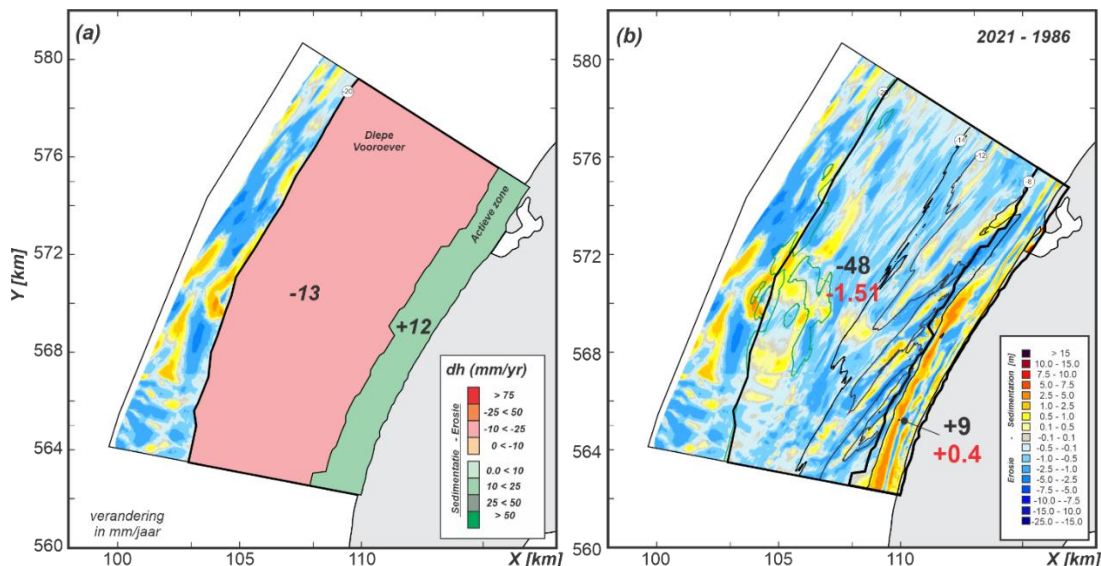 (a)
580
576
572
568
564
560
Y [km]
100
105
110
X [km]
-20
Diepe
Vooroever
Actieve zone
-13
+12
verandering
in mm/jaar
dh (mm/yr)
Sedimentatie - Erosie
> 75
-25 < 50
-10 < -25
0 < -10
0.0 < 10
10 < 25
25 < 50
> 50
(b)
2021 - 1986
580
576
572
568
564
560
100
105
110
X [km]
-14
-12
-8
-48
-1.51
+9
+0.4
Erosie - Sedimentation [m]
> 15
10.0 - 15.0
7.5 - 10.0
5.0 - 7.5
2.5 - 5.0
1.0 - 2.5
0.5 - 1.0
0.1 - 0.5
-0.1 - 0.1
-0.5 - -0.1
-1.0 - -0.5
-2.5 - -1.0
-5.0 - -2.5
-7.5 - -5.0
-10.0 - -7.5
-15.0 - -10.0
-25.0 - -15.0